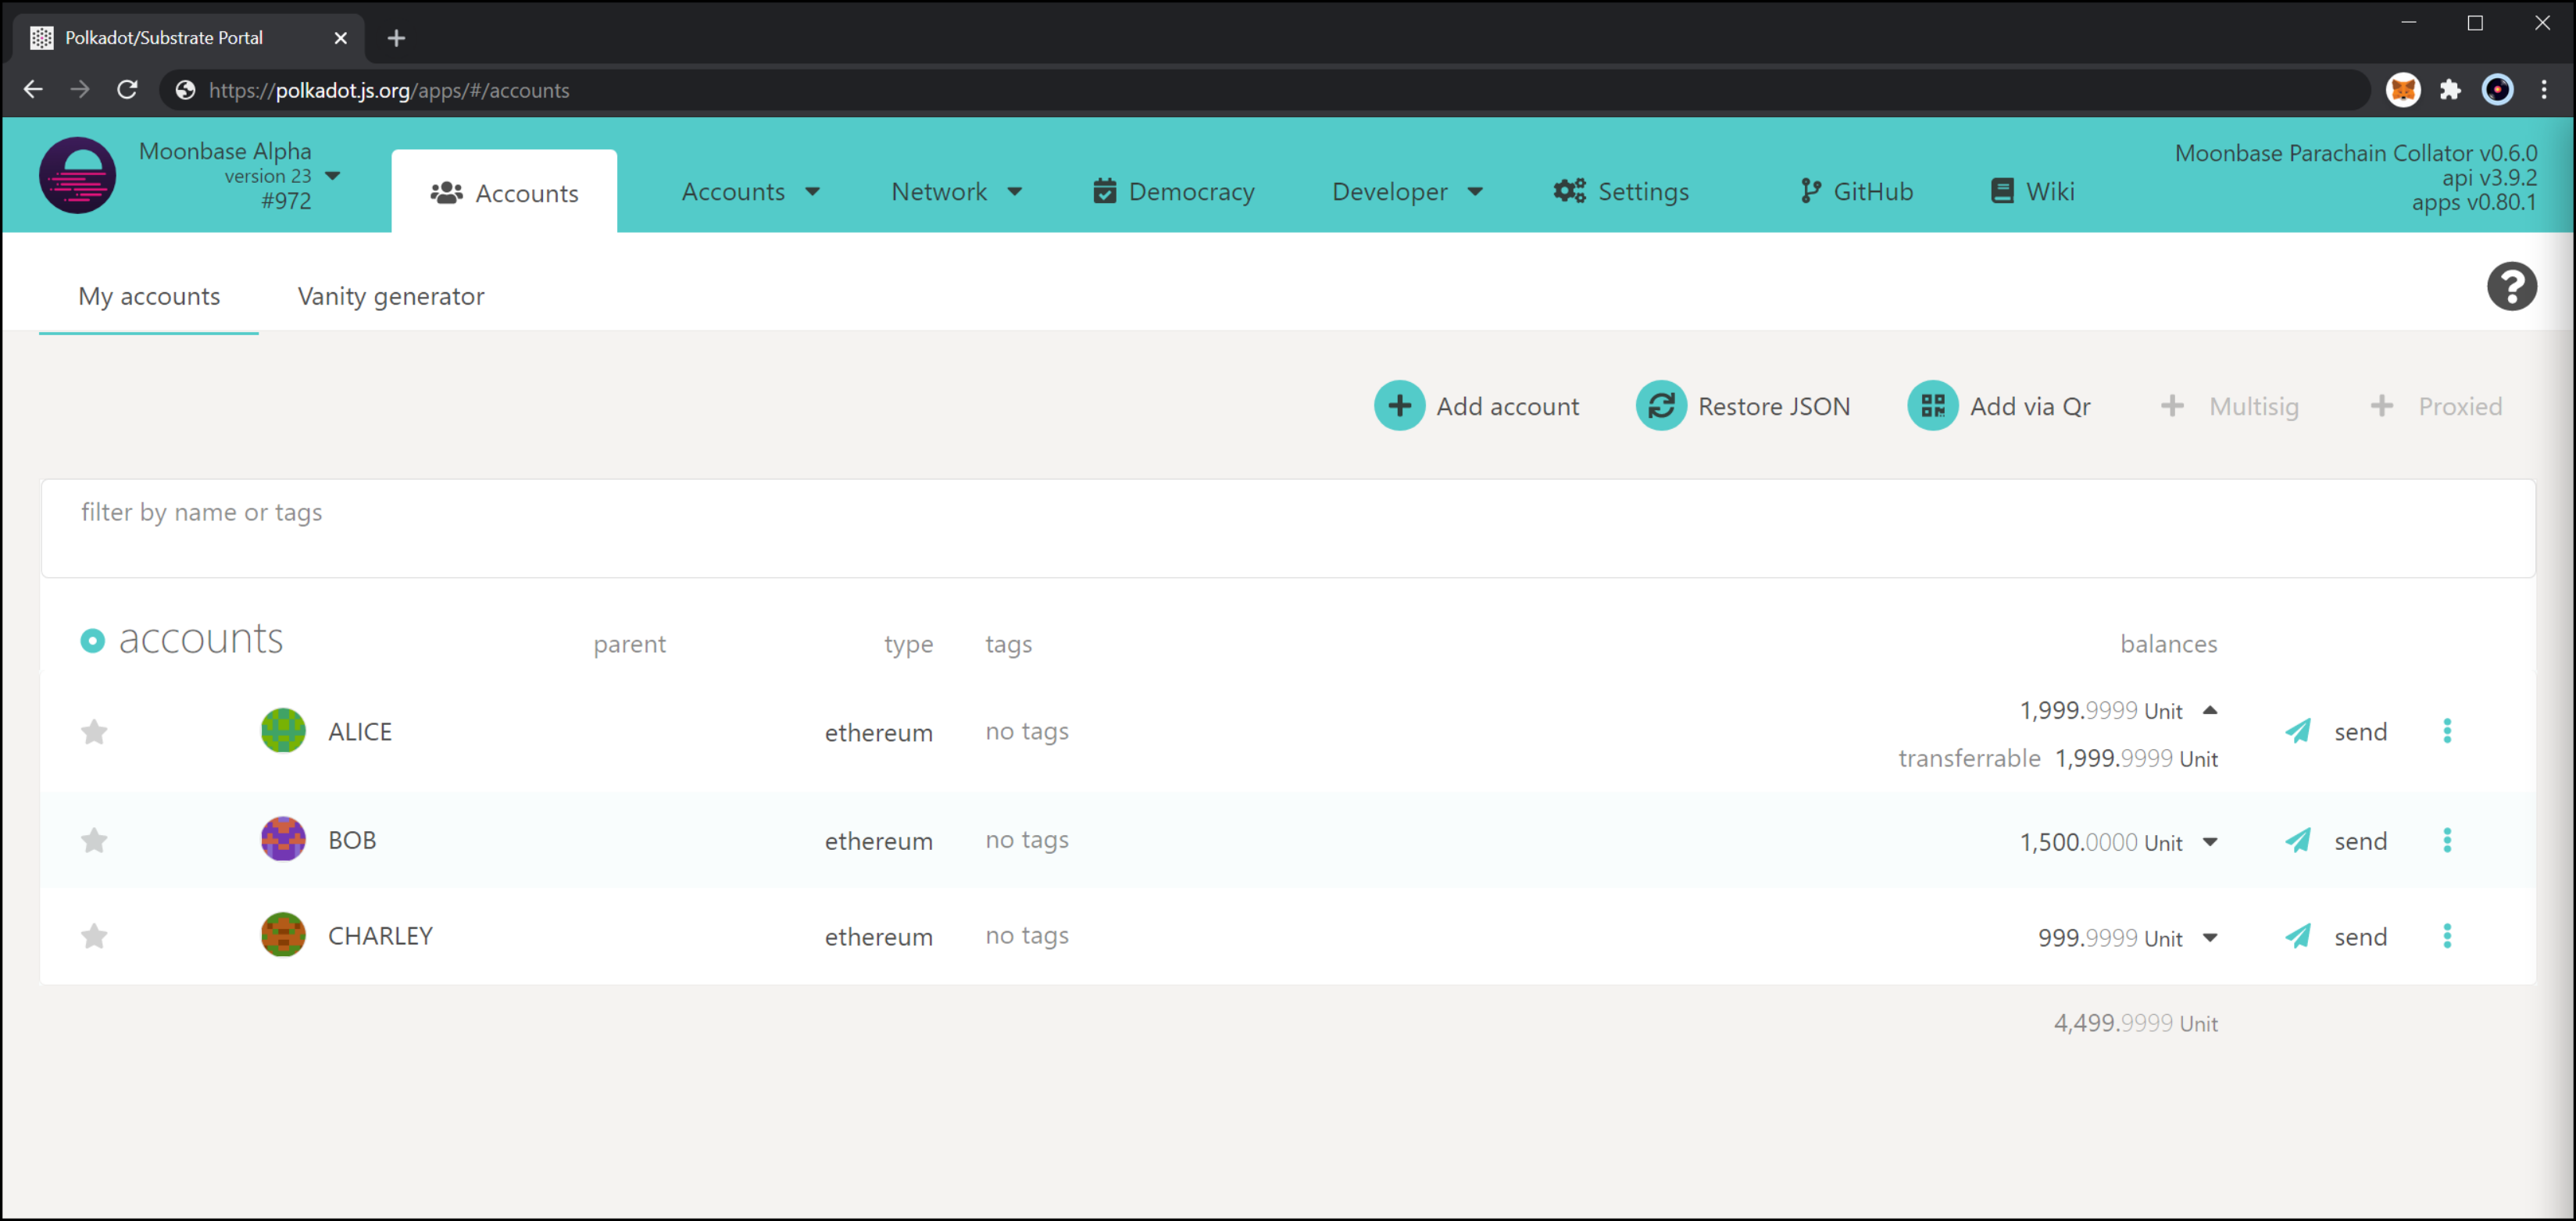 Polkadot/Substrate Portal
https://polkadot.js.org/apps/#/accounts
Moonbase Alpha
version 23
#972
Accounts
Accounts
Network
Democracy
Developer
Settings
GitHub
Wiki
Moonbase Parachain Collator v0.6.0
api v3.9.2
apps v0.80.1
My accounts
Vanity generator
Add account
Restore JSON
Add via Qr
Multisig
Proxied
filter by name or tags
accounts parent type tags balances
ALICE ethereum no tags 1,999.9999 Unit send
transferrable 1,999.9999 Unit
BOB ethereum no tags 1,500.0000 Unit send
CHARLEY ethereum no tags 999.9999 Unit send
4,499.9999 Unit